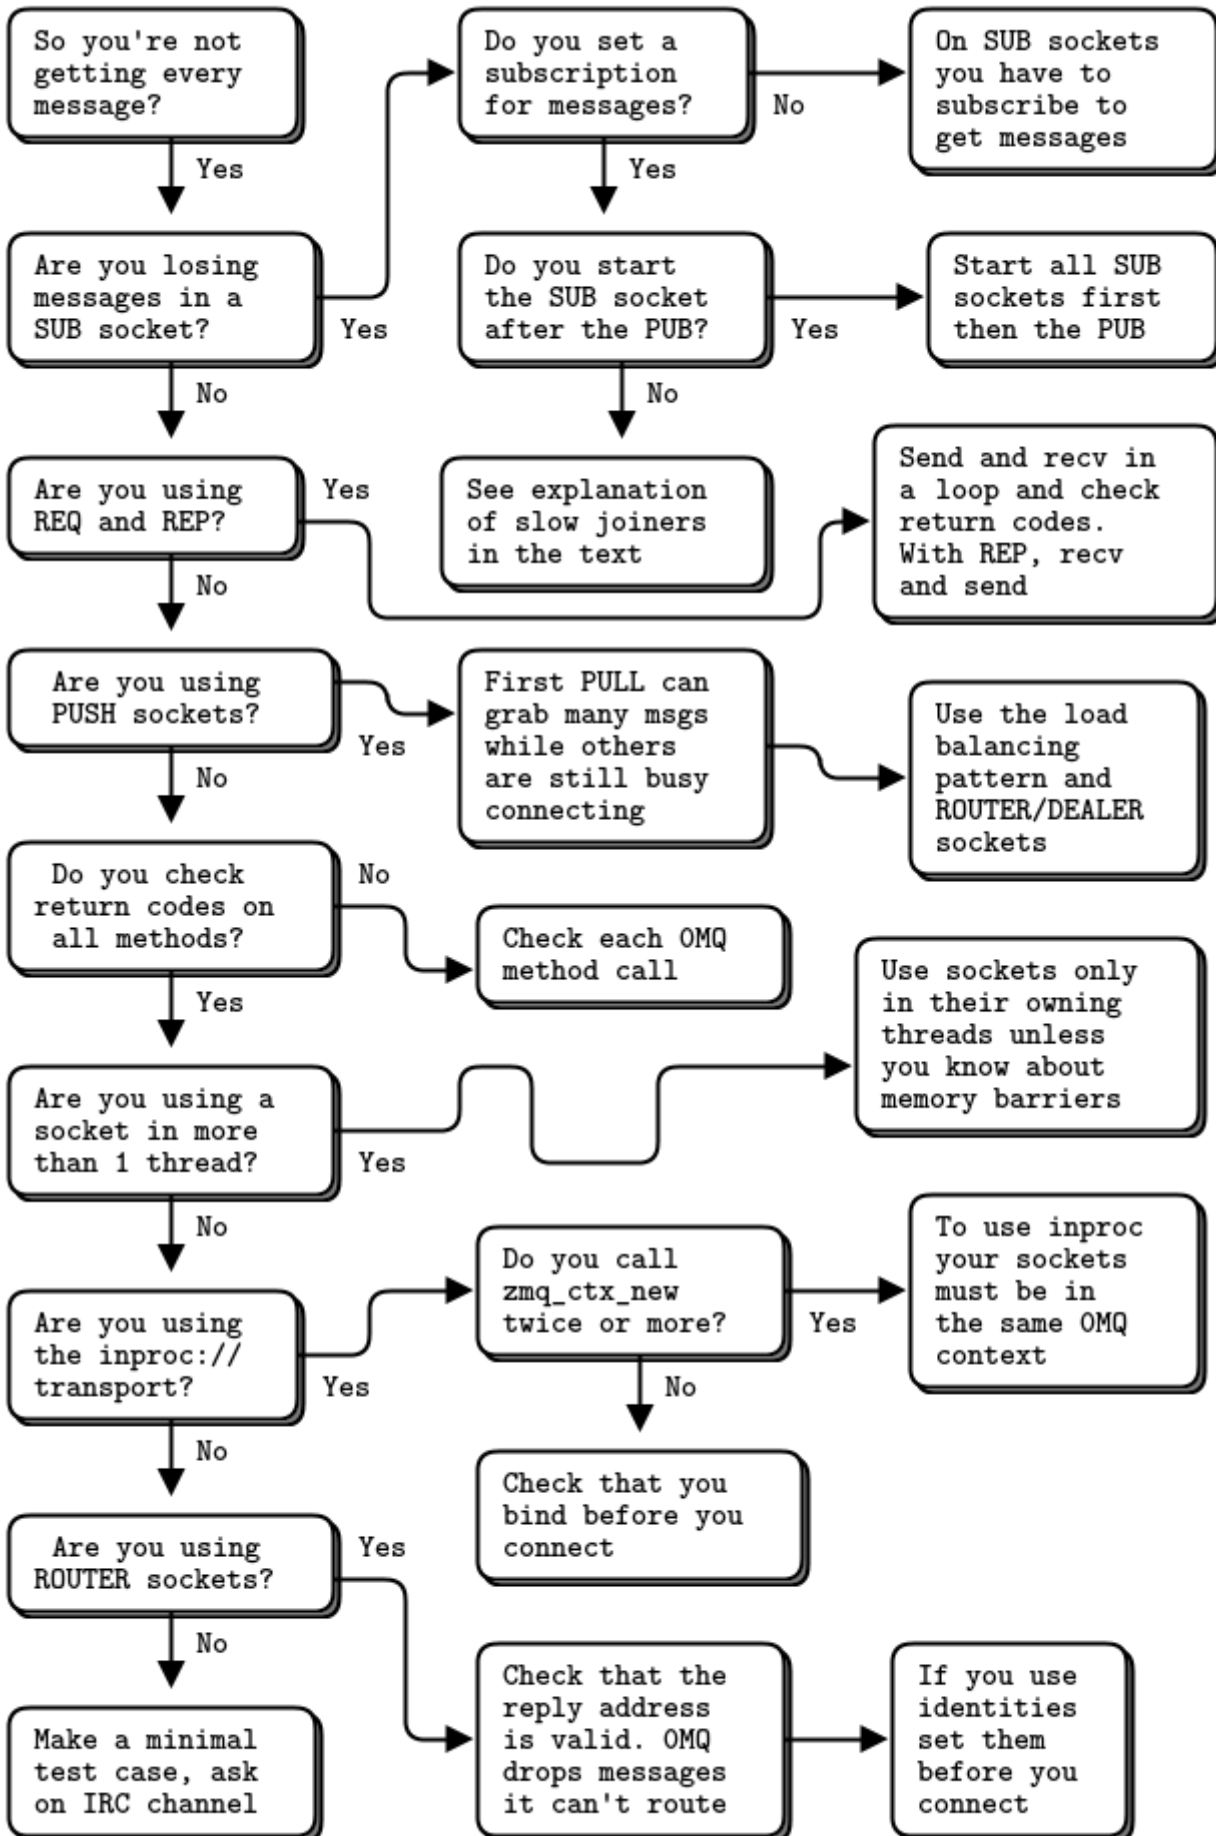 So you're not
getting every
message?
Yes
Do you set a
subscription
for messages?
No
Yes
On SUB sockets
you have to
subscribe to
get messages
Are you losing
messages in a
SUB socket?
Yes
No
Do you start
the SUB socket
after the PUB?
Yes
No
Start all SUB
sockets first
then the PUB
Are you using
REQ and REP?
Yes
No
See explanation
of slow joiners
in the text
Send and recv in
a loop and check
return codes.
With REP, recv
and send
Are you using
PUSH sockets?
Yes
No
First PULL can
grab many msgs
while others
are still busy
connecting
Use the load
balancing
pattern and
ROUTER/DEALER
sockets
Do you check
return codes on
all methods?
No
Yes
Check each OMQ
method call
Use sockets only
in their owning
threads unless
you know about
memory barriers
Are you using a
socket in more
than 1 thread?
Yes
No
Are you using
the inproc://
transport?
Yes
No
Do you call
zmq_ctx_new
twice or more?
Yes
No
To use inproc
your sockets
must be in
the same OMQ
context
Check that you
bind before you
connect
Are you using
ROUTER sockets?
Yes
No
Make a minimal
test case, ask
on IRC channel
Check that the
reply address
is valid. OMQ
drops messages
it can't route
If you use
identities
set them
before you
connect